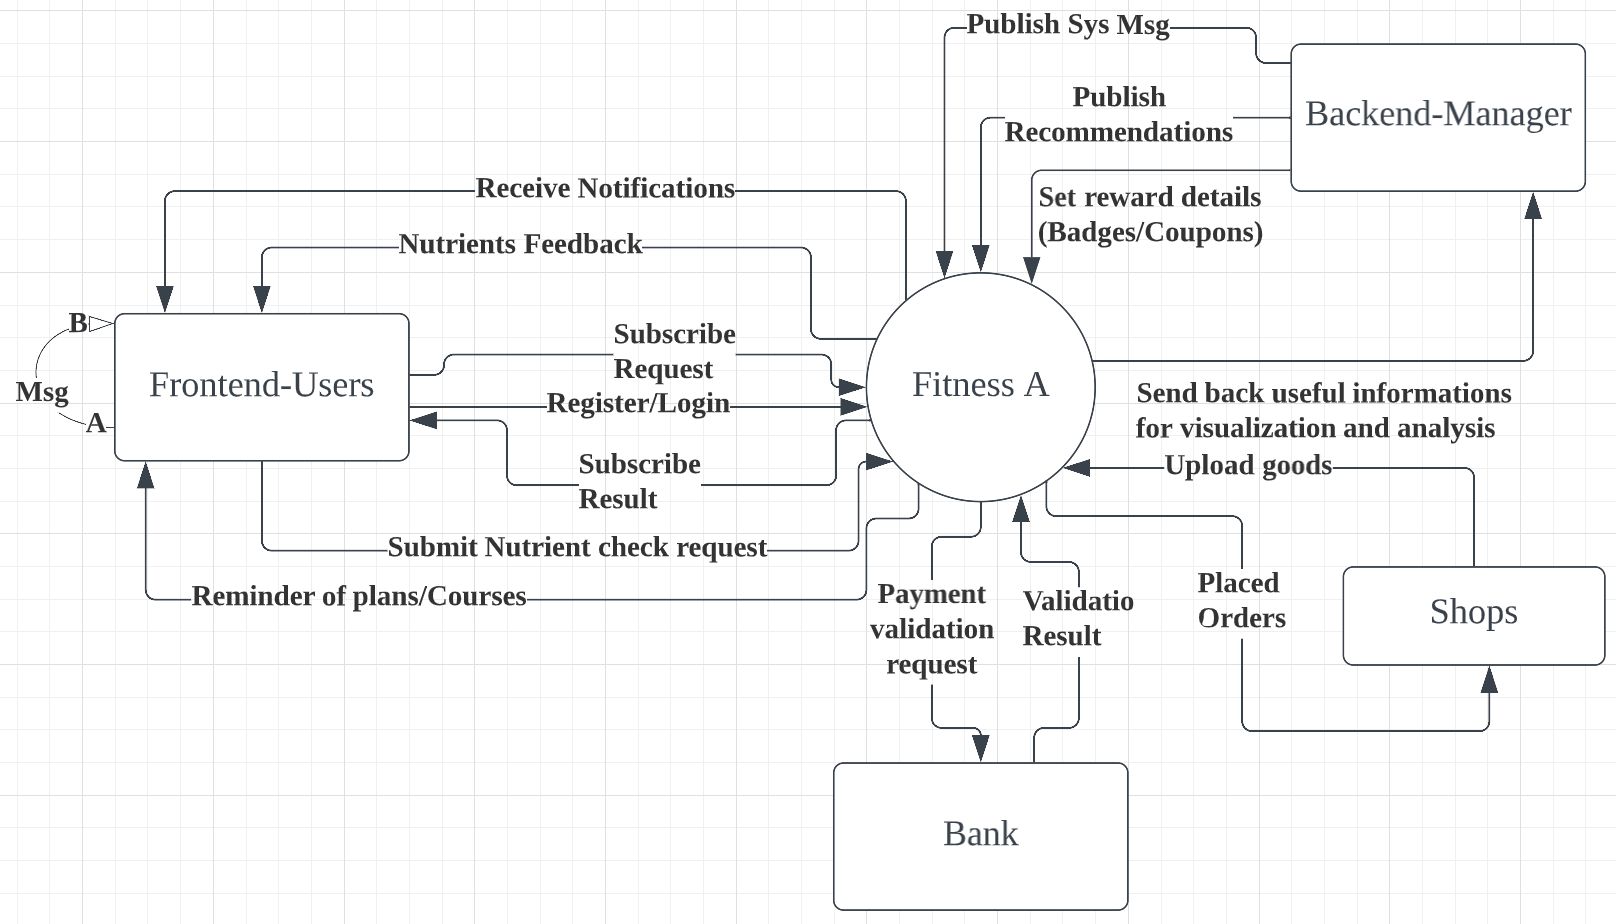 Publish Sys Msg
Publish
Recommendations
Backend-Manager
Set reward details
(Badges/Coupons)
Receive Notifications
Nutrients Feedback
B
Msg
A
Frontend-Users
Subscribe
Request
Register/Login
Subscribe
Result
Submit Nutrient check request
Reminder of plans/Courses
Fitness A
Send back useful informations
for visualization and analysis
Upload goods
Payment
validation
request
Validatio
Result
Placed
Orders
Shops
Bank